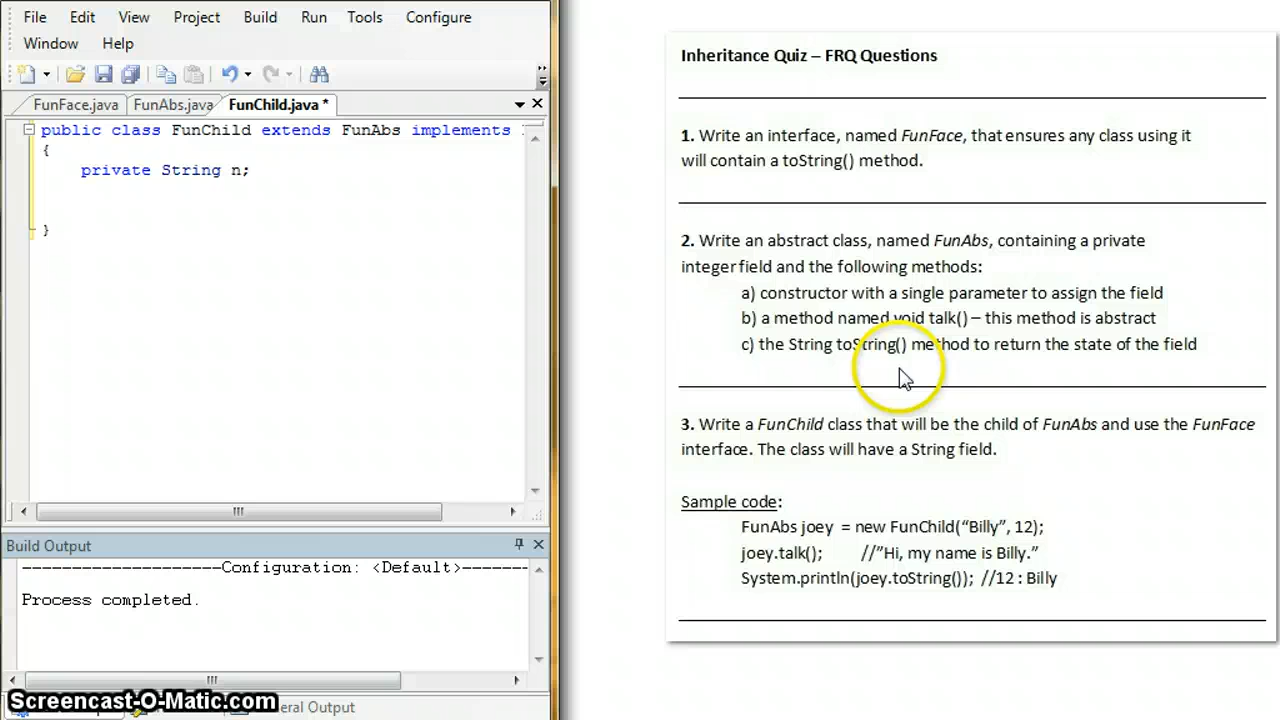 File Edit View Project Build Run Tools Configure
Window Help
FunFace.java FunAbs.java FunChild.java *
public class FunChild extends FunAbs implements
{
private String n;
}
Build Output
--------------------Configuration: <Default>-------
Process completed.
eral Output
Screencast-O-Matic.com
Inheritance Quiz – FRQ Questions
1. Write an interface, named FunFace, that ensures any class using it
will contain a toString() method.
2. Write an abstract class, named FunAbs, containing a private
integer field and the following methods:
a) constructor with a single parameter to assign the field
b) a method named void talk() – this method is abstract
c) the String toString() method to return the state of the field
3. Write a FunChild class that will be the child of FunAbs and use the FunFace
interface. The class will have a String field.
Sample code:
FunAbs joey = new FunChild(“Billy”, 12);
joey.talk(); //”Hi, my name is Billy.”
System.println(joey.toString()); //12 : Billy